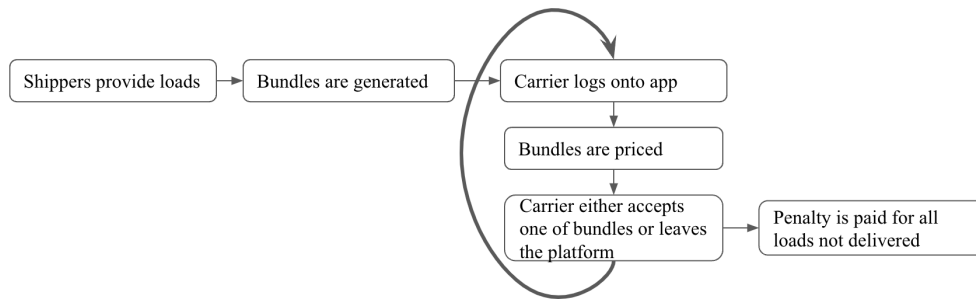 Shippers provide loads
Bundles are generated
Carrier logs onto app
Bundles are priced
Carrier either accepts
one of bundles or leaves
the platform
Penalty is paid for all
loads not delivered